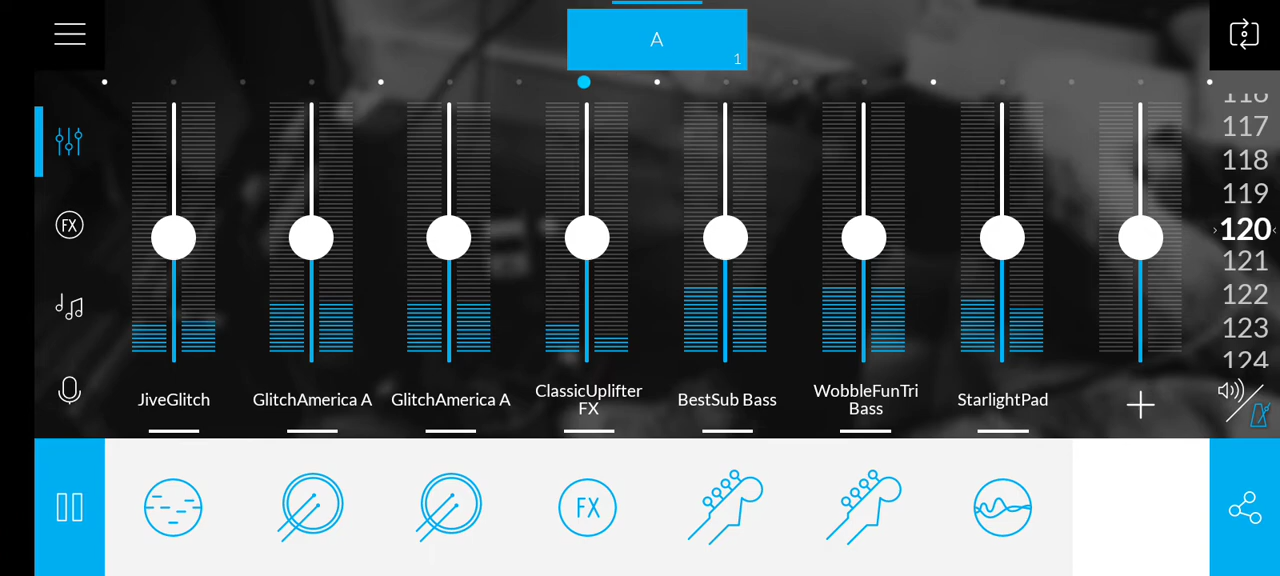 A
1
116
117
118
119
120
121
122
123
124
FX
JiveGlitch
GlitchAmerica A
GlitchAmerica A
ClassicUplifter
FX
BestSub Bass
WobbleFunTri
Bass
StarlightPad
FX